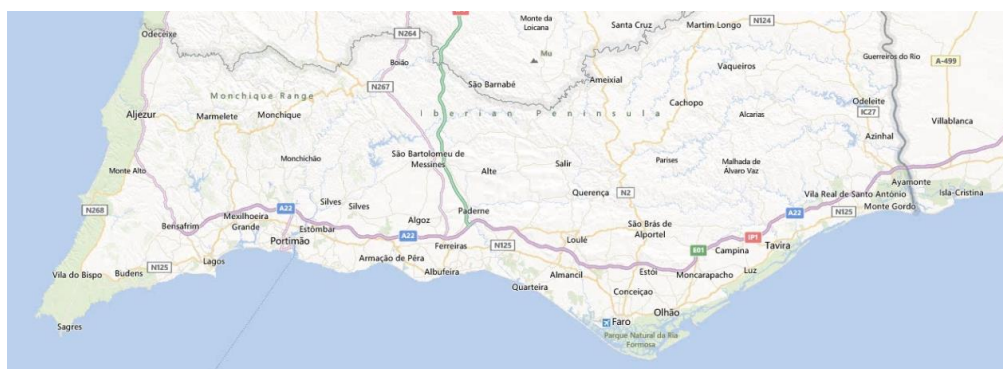 Odeceixe
N264
Monte da
Loicana
Santa Cruz
Martim Longo
N124
Mu
Guerreiros do Rio
A-499
Boião
Vaqueiros
São Barnabé
Ameixial
N267
Monchique Range
Cachopo
Odeleite
Aljezur
Marmelete
Monchique
Iberian Peninsula
Alcarias
IC27
Villablanca
Azinhal
Monchichão
São Bartolomeu de
Messines
Salir
Parises
Malhada de
Álvaro Vaz
Monte Alto
Alte
Ayamonte
Querença
N2
Vila Real de Santo António
Isla-Cristina
Silves
Silves
N268
A22
Paderne
A22
N125
Monte Gordo
Mexilhoeira
Grande
Algoz
São Brás de
Alportel
Bensafrim
Estômbar
A22
Loulé
IP1
Portimão
Ferreiras
N125
E01
Campina
Tavira
Armação de Pêra
Lagos
N125
Vila do Bispo
Budens
Albufeira
Almancil
Estoi
Moncarapacho
Luz
Quarteira
Conceiçao
Olhão
Sagres
Faro
Parque Natural da Ria
Formosa